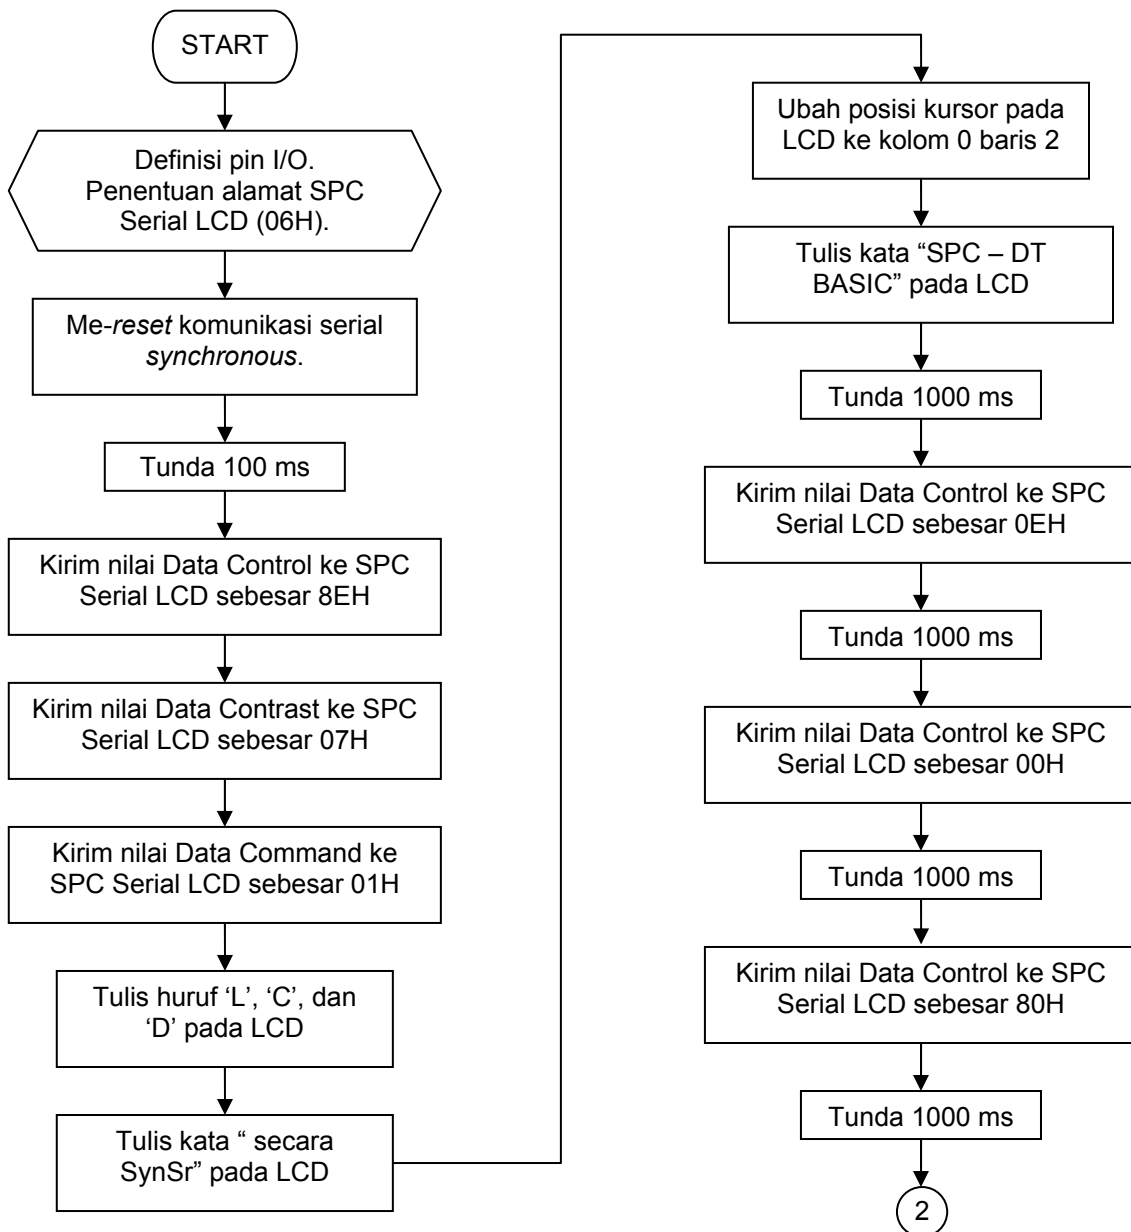 START
Definisi pin I/O.
Penentuan alamat SPC
Serial LCD (06H).
Me-reset komunikasi serial
synchronous.
Tunda 100 ms
Kirim nilai Data Control ke SPC
Serial LCD sebesar 8EH
Kirim nilai Data Contrast ke SPC
Serial LCD sebesar 07H
Kirim nilai Data Command ke
SPC Serial LCD sebesar 01H
Tulis huruf ‘L’, ‘C’, dan
‘D’ pada LCD
Tulis kata “ secara
SynSr” pada LCD
Ubah posisi kursor pada
LCD ke kolom 0 baris 2
Tulis kata “SPC – DT
BASIC” pada LCD
Tunda 1000 ms
Kirim nilai Data Control ke SPC
Serial LCD sebesar 0EH
Tunda 1000 ms
Kirim nilai Data Control ke SPC
Serial LCD sebesar 00H
Tunda 1000 ms
Kirim nilai Data Control ke SPC
Serial LCD sebesar 80H
Tunda 1000 ms
2